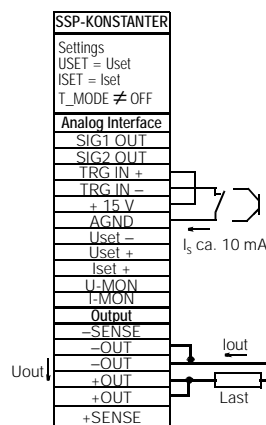 SSP-KONSTANTER
Settings
USET = Uset
ISET = Iset
T_MODE ≠ OFF
Analog Interface
SIG1 OUT
SIG2 OUT
TRG IN +
TRG IN –
+ 15 V
AGND
Uset –
Uset +
Iset +
U-MON
I-MON
Output
–SENSE
–OUT
–OUT
+OUT
+OUT
+SENSE
Is ca. 10 mA
Iout
Uout
Last